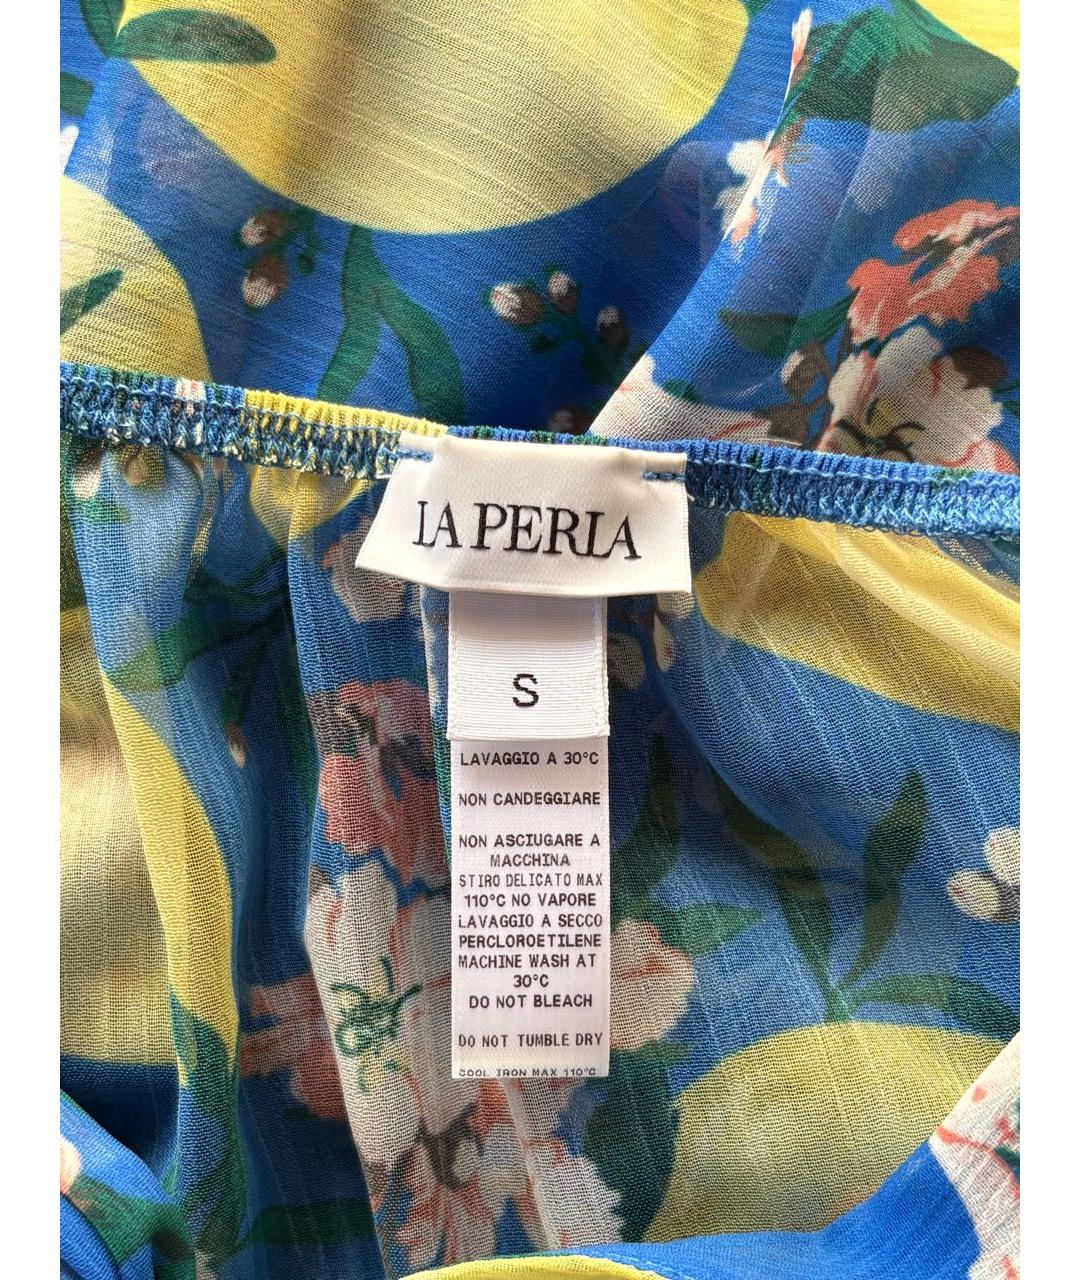 LA PERLA
S
LAVAGGIO A 30°C
NON CANDEGGIARE
NON ASCIUGARE A
MACCHINA
STIRO DELICATO MAX
110°C NO VAPORE
LAVAGGIO A SECCO
PERCLOROETILENE
MACHINE WASH AT
30°C
DO NOT BLEACH
DO NOT TUMBLE DRY
COOL IRON MAX 110°C